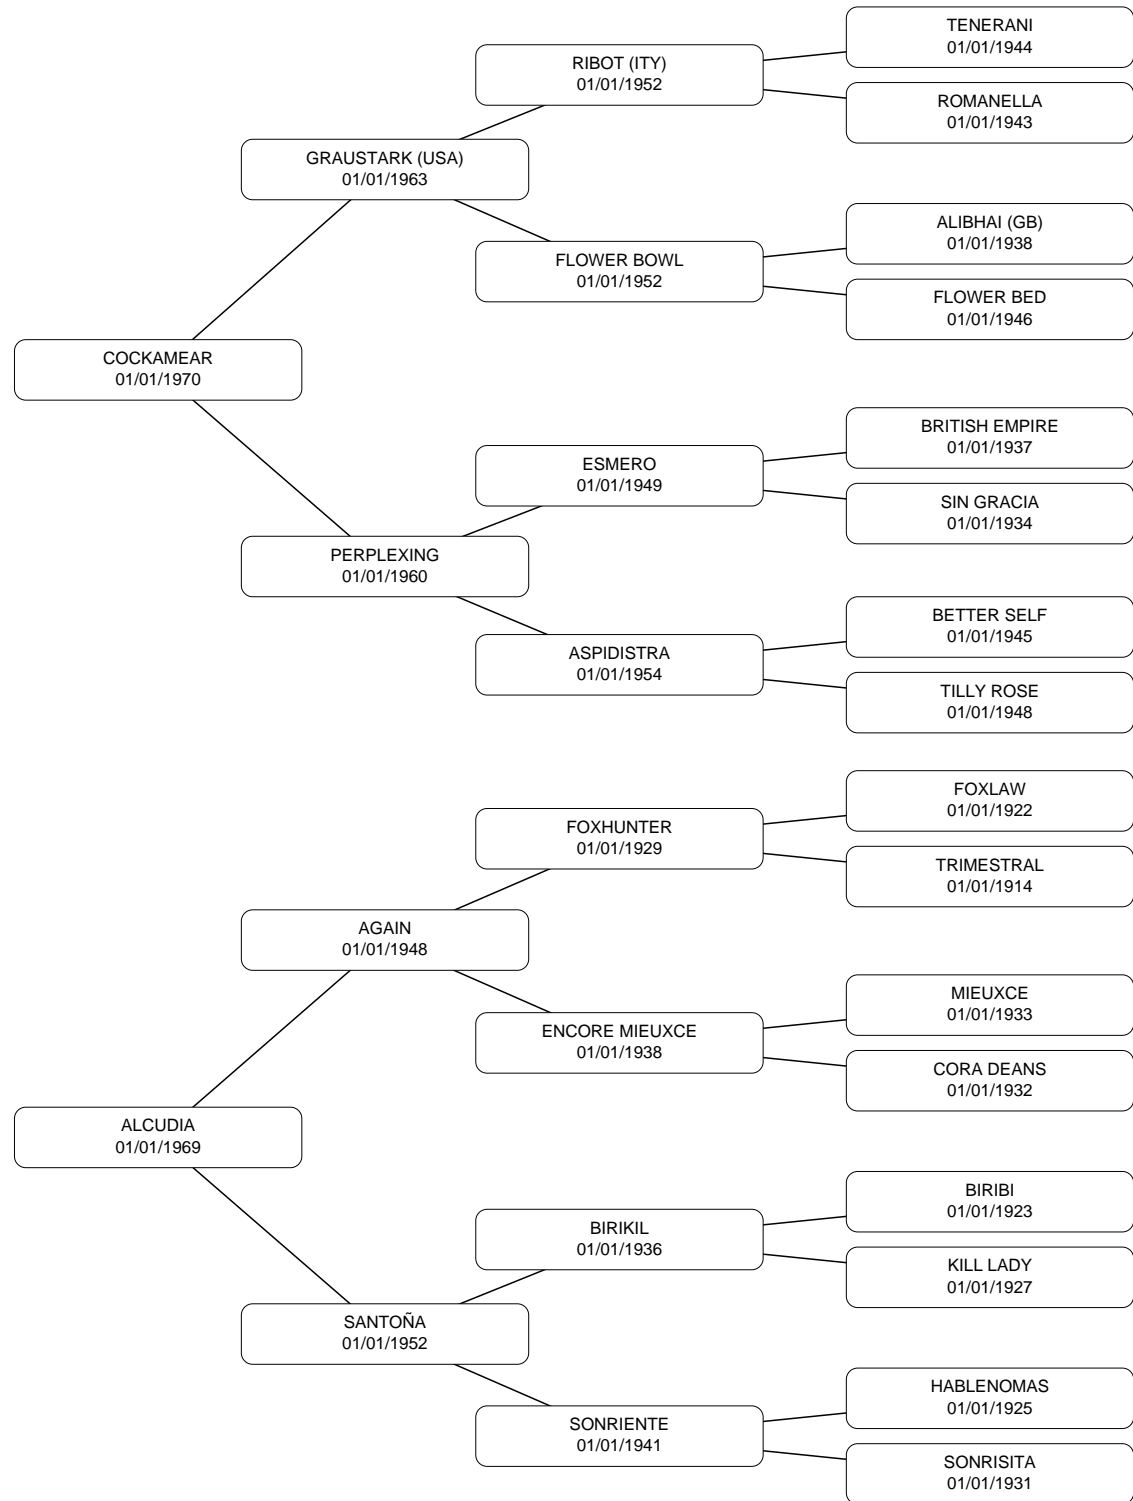 TENERANI
01/01/1944
RIBOT (ITY)
01/01/1952
ROMANELLA
01/01/1943
GRAUSTARK (USA)
01/01/1963
ALIBHAI (GB)
01/01/1938
FLOWER BOWL
01/01/1952
FLOWER BED
01/01/1946
COCKAMEAR
01/01/1970
BRITISH EMPIRE
01/01/1937
ESMERO
01/01/1949
SIN GRACIA
01/01/1934
PERPLEXING
01/01/1960
BETTER SELF
01/01/1945
ASPIDISTRA
01/01/1954
TILLY ROSE
01/01/1948
FOXLAW
01/01/1922
FOXHUNTER
01/01/1929
TRIMESTRAL
01/01/1914
AGAIN
01/01/1948
MIEUXCE
01/01/1933
ENCORE MIEUXCE
01/01/1938
CORA DEANS
01/01/1932
ALCUDIA
01/01/1969
BIRIBI
01/01/1923
BIRIKIL
01/01/1936
KILL LADY
01/01/1927
SANTOÑA
01/01/1952
HABLENOMAS
01/01/1925
SONRIENTE
01/01/1941
SONRISITA
01/01/1931